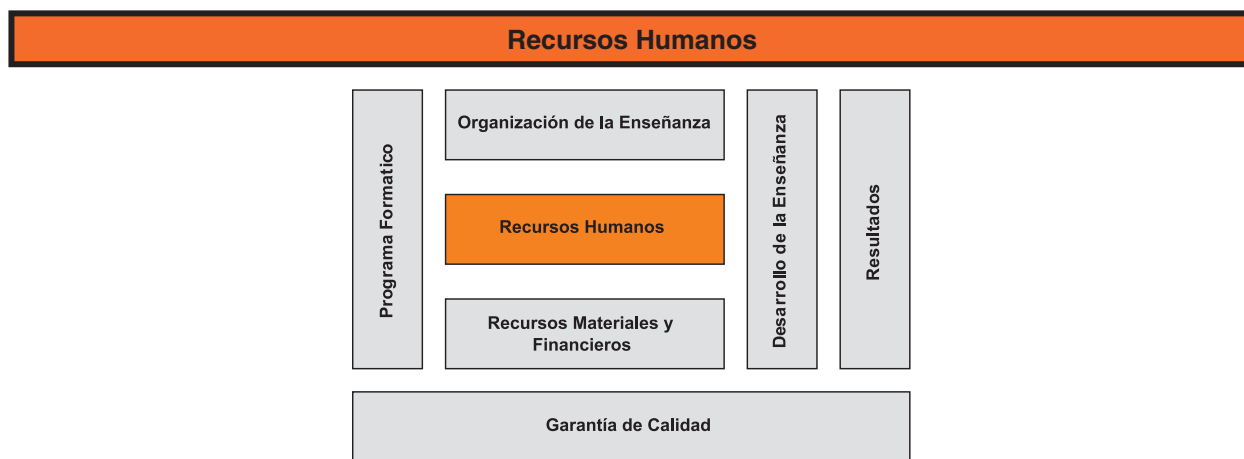 Recursos Humanos
Programa Formatico
Organización de la Enseñanza
Recursos Humanos
Recursos Materiales y
Financieros
Desarrollo de la Enseñanza
Resultados
Garantía de Calidad